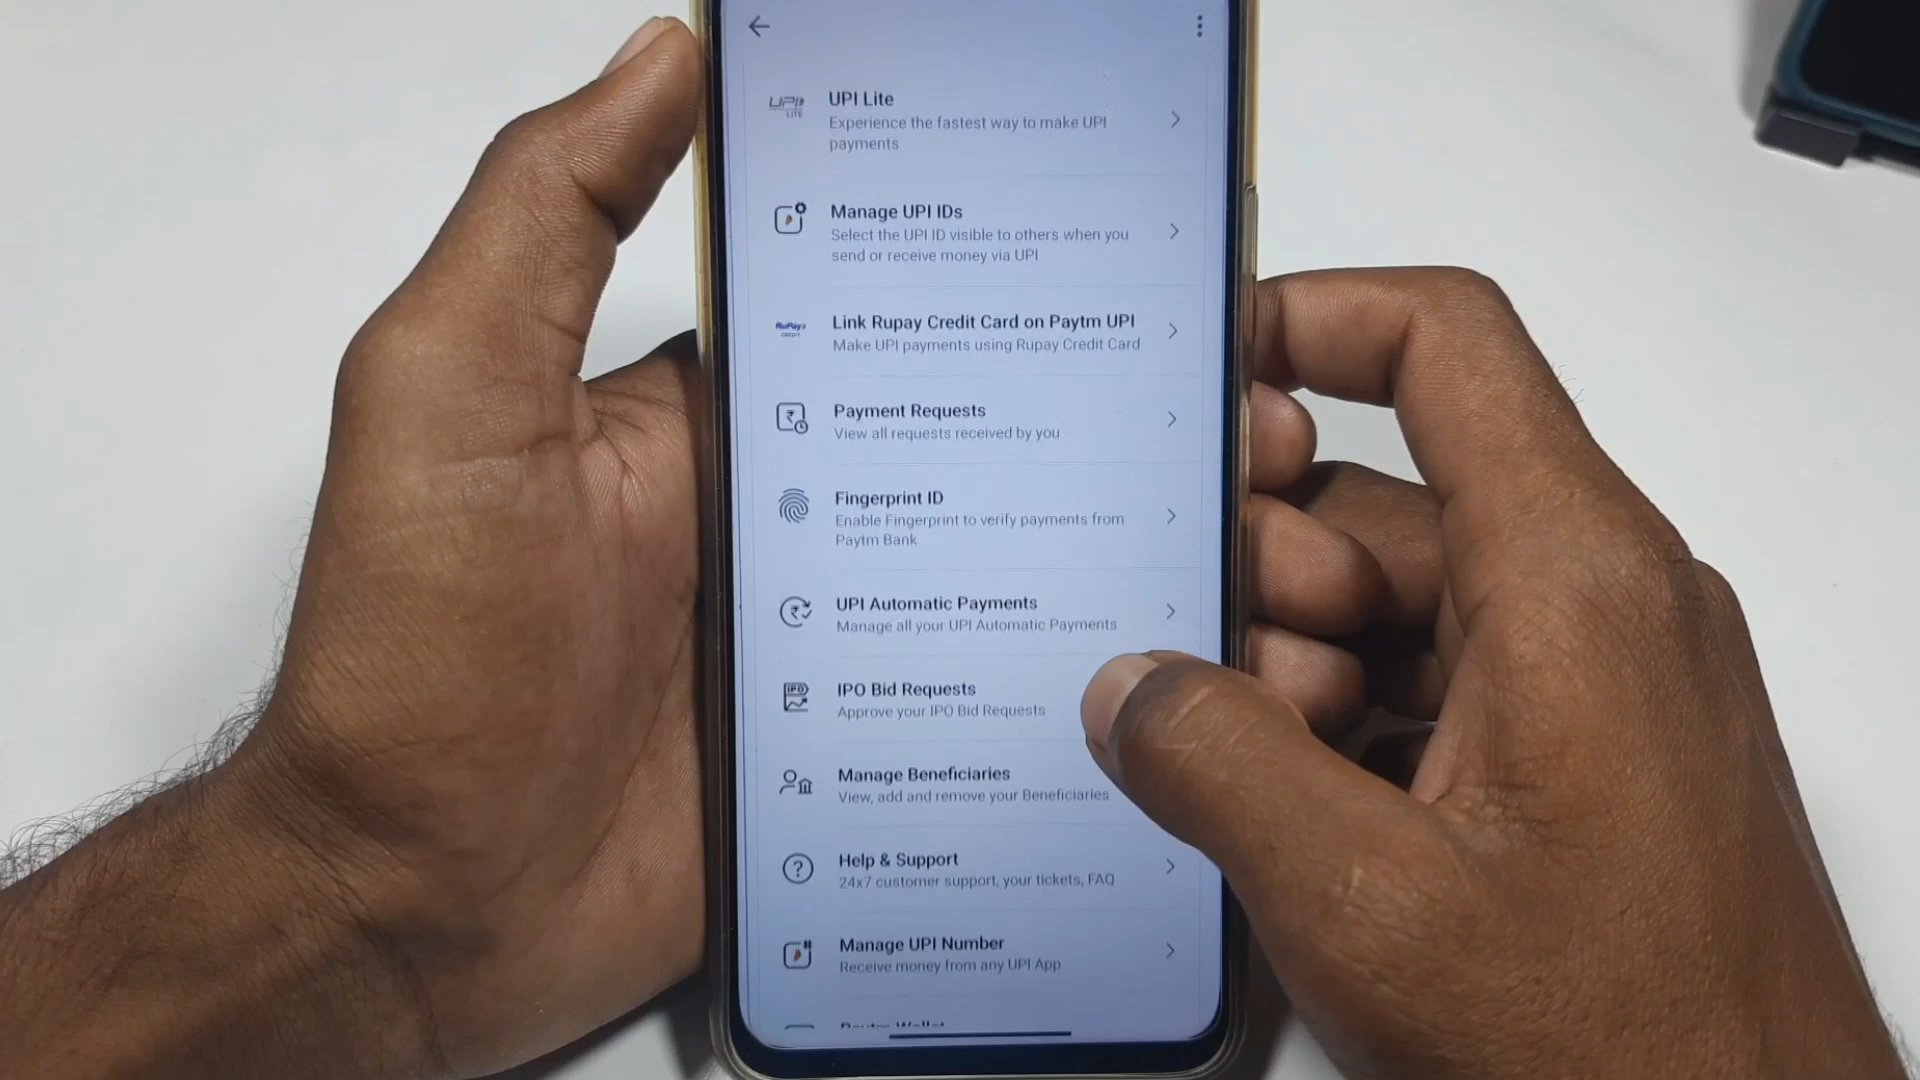 UPI
LITE
UPI Lite
Experience the fastest way to make UPI
payments
Manage UPI IDs
Select the UPI ID visible to others when you
send or receive money via UPI
RuPay
Link Rupay Credit Card on Paytm UPI
Make UPI payments using Rupay Credit Card
Payment Requests
View all requests received by you
Fingerprint ID
Enable Fingerprint to verify payments from
Paytm Bank
UPI Automatic Payments
Manage all your UPI Automatic Payments
IPO
IPO Bid Requests
Approve your IPO Bid Requests
Manage Beneficiaries
View, add and remove your Beneficiaries
Help & Support
24x7 customer support, your tickets, FAQ
Manage UPI Number
Receive money from any UPI App